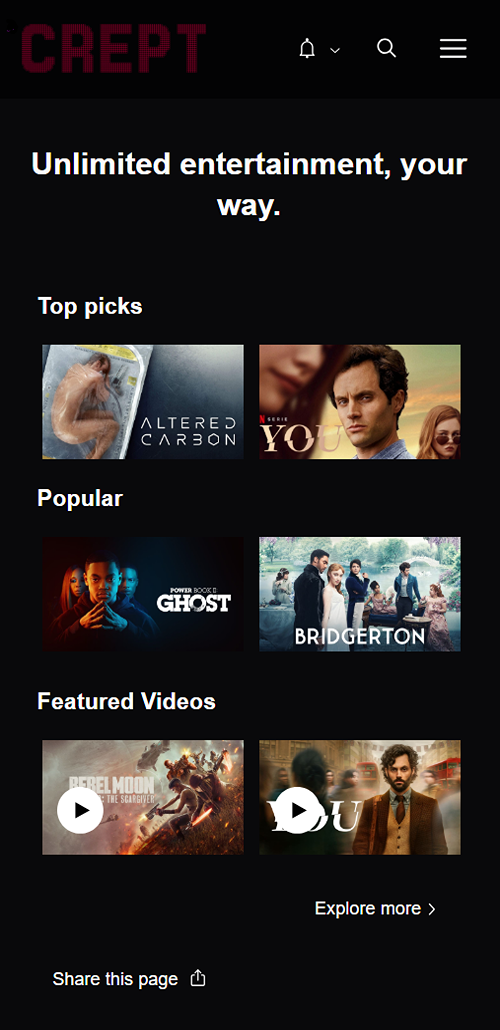 CREPT
Unlimited entertainment, your
way.
Top picks
ALTERED
CARBON
SERIE
YOU
Popular
POWER BOOK II
GHOST
BRIDGERTON
Featured Videos
REBEL MOON
: THE SCARGIVER
YOU
Explore more
Share this page